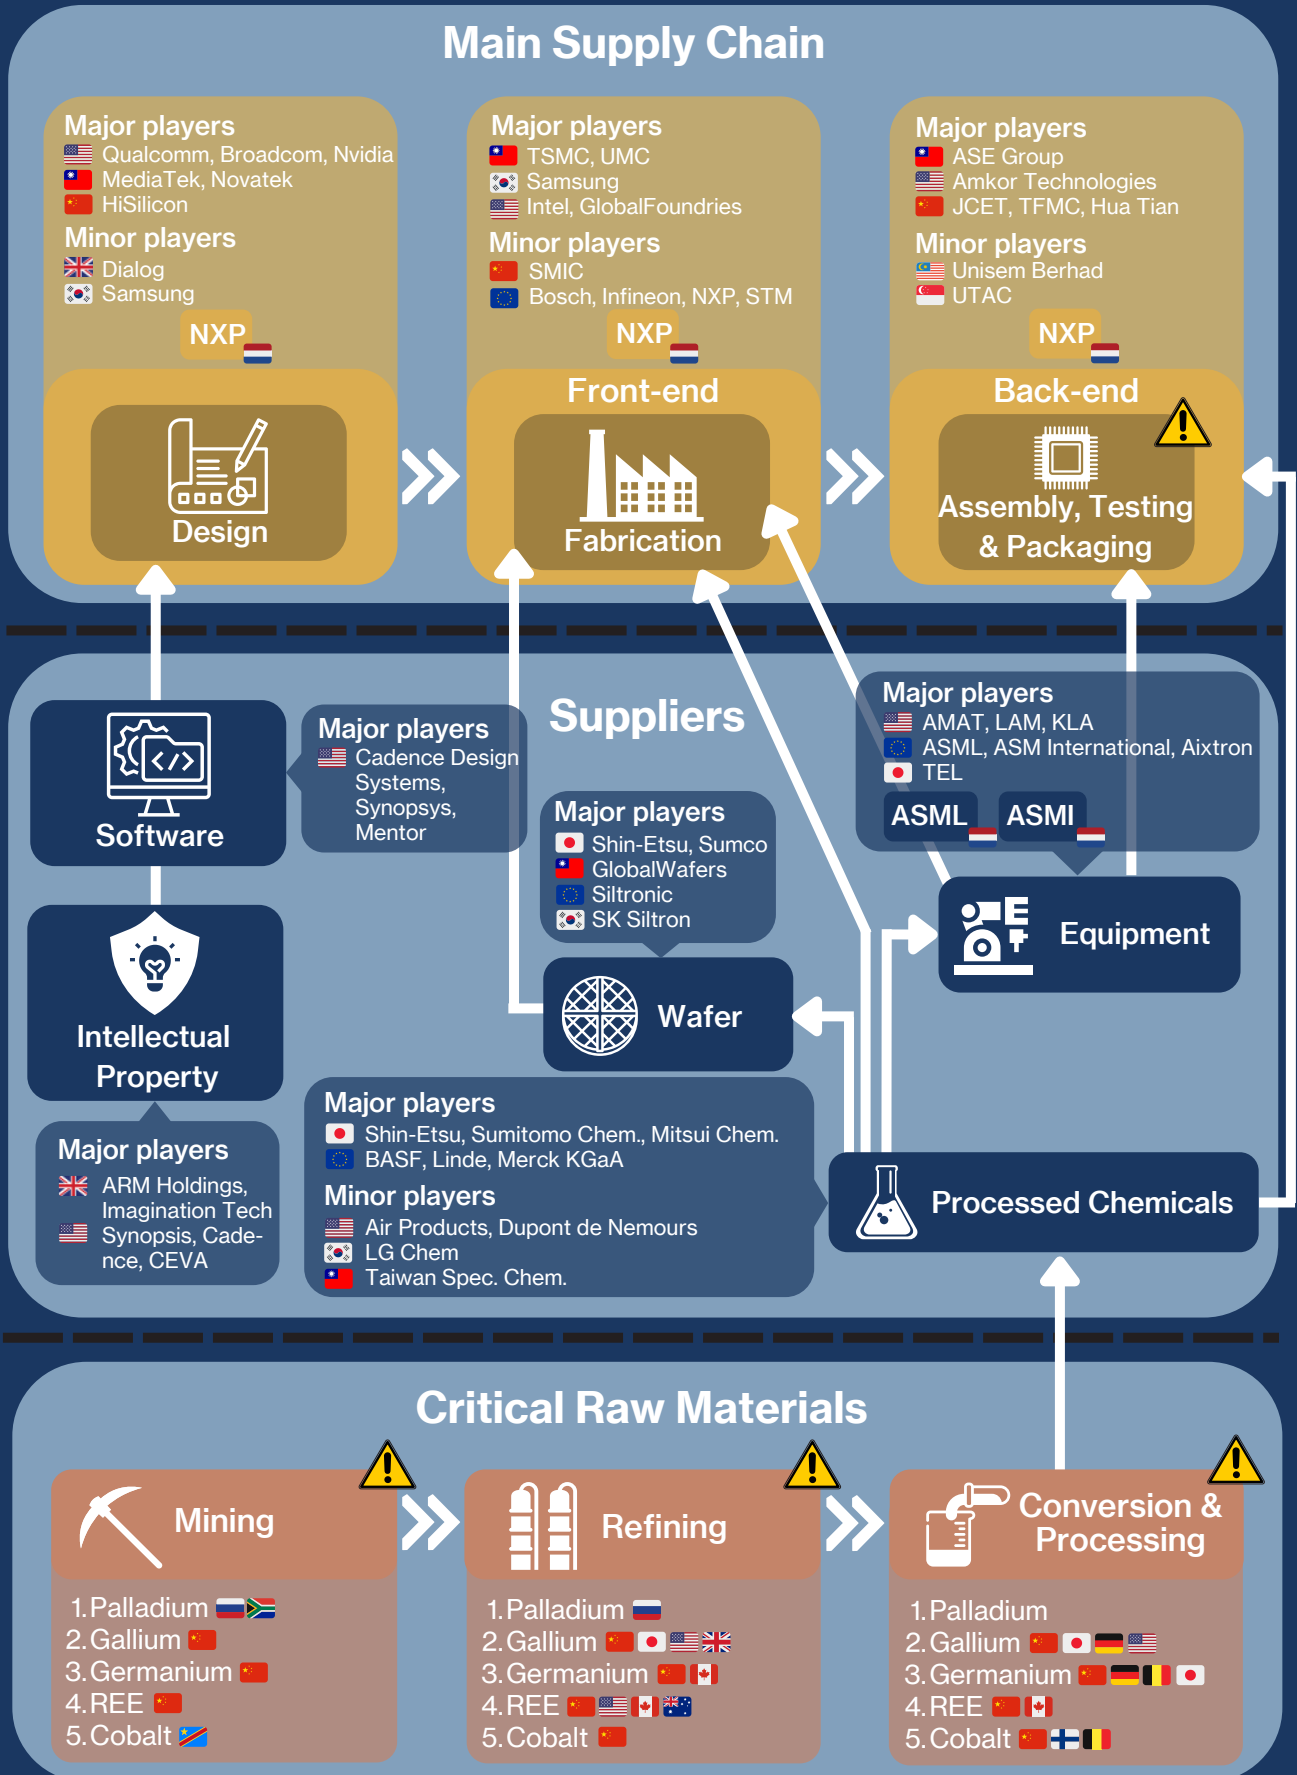 Main Supply Chain
Major players
Qualcomm, Broadcom, Nvidia
MediaTek, Novatek
HiSilicon
Minor players
Dialog
Samsung
NXP
Design
Major players
TSMC, UMC
Samsung
Intel, GlobalFoundries
Minor players
SMIC
Bosch, Infineon, NXP, STM
NXP
Front-end
Fabrication
Major players
ASE Group
Amkor Technologies
JCET, TFMC, Hua Tian
Minor players
Unisem Berhad
UTAC
NXP
Back-end
Assembly, Testing
& Packaging
Suppliers
Software
Major players
Cadence Design
Systems,
Synopsys,
Mentor
Intellectual
Property
Major players
ARM Holdings,
Imagination Tech
Synopsis, Cade-
nce, CEVA
Major players
Shin-Etsu, Sumco
GlobalWafers
Siltronic
SK Siltron
Wafer
Major players
AMAT, LAM, KLA
ASML, ASM International, Aixtron
TEL
ASML
ASMI
Equipment
Major players
Shin-Etsu, Sumitomo Chem., Mitsui Chem.
BASF, Linde, Merck KGaA
Minor players
Air Products, Dupont de Nemours
LG Chem
Taiwan Spec. Chem.
Processed Chemicals
Critical Raw Materials
Mining
1. Palladium
2. Gallium
3. Germanium
4. REE
5. Cobalt
Refining
1. Palladium
2. Gallium
3. Germanium
4. REE
5. Cobalt
Conversion &
Processing
1. Palladium
2. Gallium
3. Germanium
4. REE
5. Cobalt